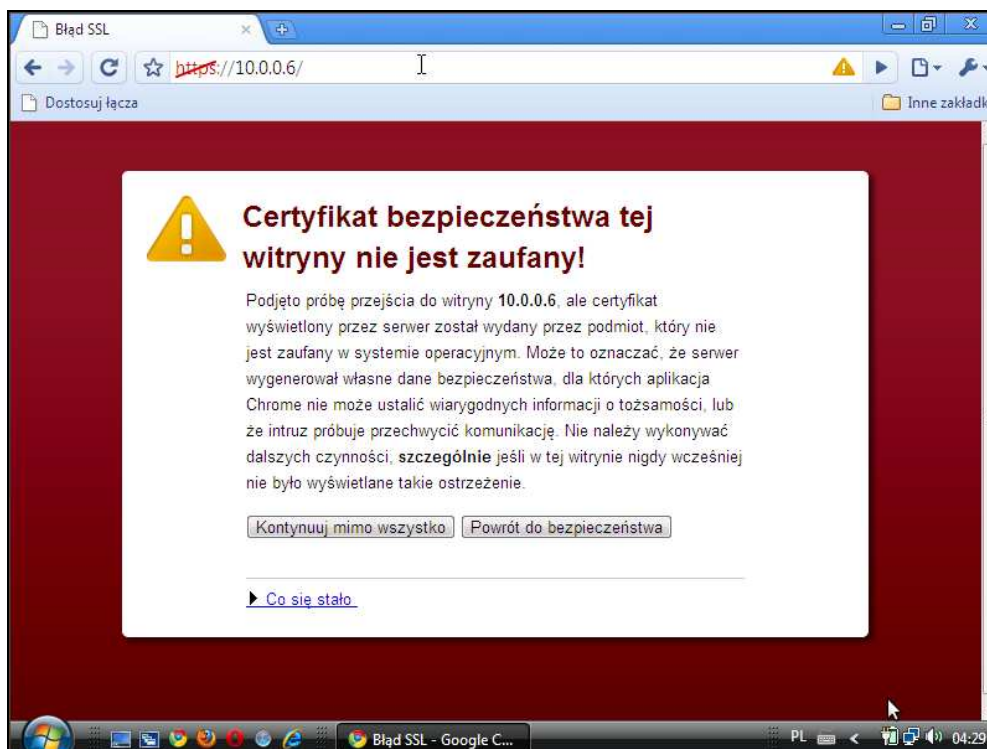 Błąd SSL
https://10.0.0.6/
Dostosuj łącza
Inne zakładk
Certyfikat bezpieczeństwa tej
witryny nie jest zaufany!
Podjęto próbę przejścia do witryny 10.0.0.6, ale certyfikat
wyświetlony przez serwer został wydany przez podmiot, który nie
jest zaufany w systemie operacyjnym. Może to oznaczać, że serwer
wygenerował własne dane bezpieczeństwa, dla których aplikacja
Chrome nie może ustalić wiarygodnych informacji o tożsamości, lub
że intruz próbuje przechwycić komunikację. Nie należy wykonywać
dalszych czynności, szczególnie jeśli w tej witrynie nigdy wcześniej
nie było wyświetlane takie ostrzeżenie.
Kontynuuj mimo wszystko Powrót do bezpieczeństwa
Co się stało
Błąd SSL - Google C... PL 04:29